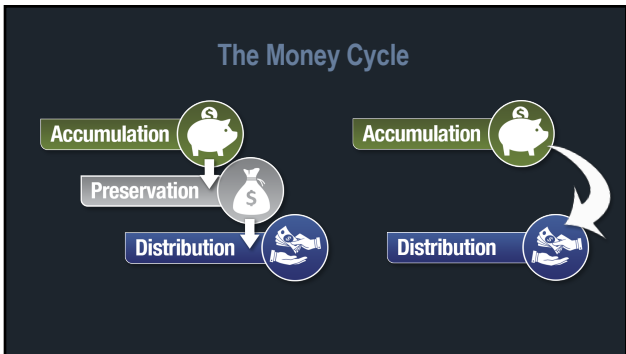 The Money Cycle
Accumulation
$
Preservation
$
Distribution
Accumulation
$
Distribution